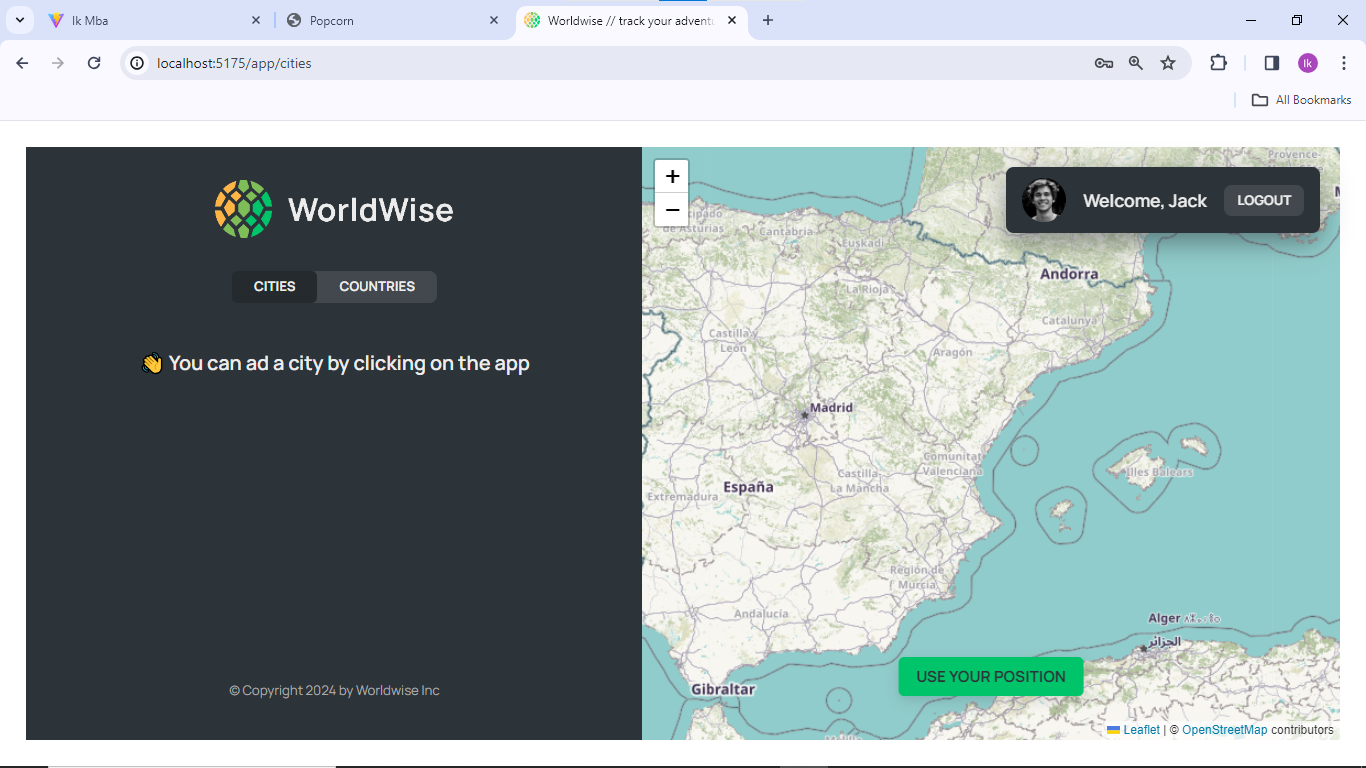 Ik Mba
Popcorn
Worldwise // track your adventu
localhost:5175/app/cities
Ik
All Bookmarks
WorldWise
CITIES
COUNTRIES
👋 You can ad a city by clicking on the app
© Copyright 2024 by Worldwise Inc
+
−
Welcome, Jack
LOGOUT
Provence-
de Asturias
Cantabria
Euskadi
Andorra
La Rioja
Catalunya
Castilla y
León
Aragón
Madrid
Comunitat
Valenciana
Castilla-
La Mancha
Illes Balears
España
Extremadura
Región de
Murcia
Andalucía
Alger
الجزائر
USE YOUR POSITION
Gibraltar
Leaflet | © OpenStreetMap contributors